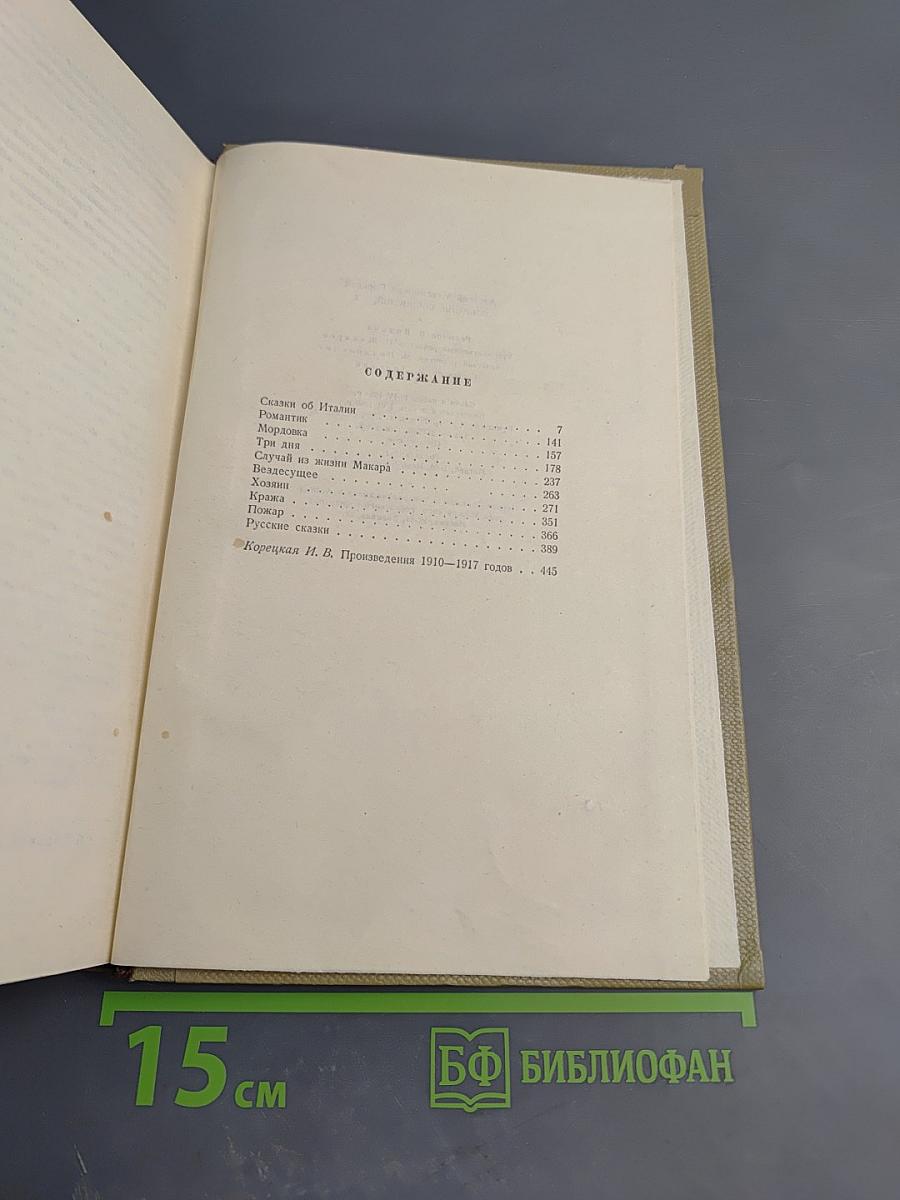 СОДЕРЖАНИЕ
Сказки об Италии . . . . . . . . . . . . . . . 7
Романтик . . . . . . . . . . . . . . . . . . 141
Мордовка . . . . . . . . . . . . . . . . . . 157
Три дня . . . . . . . . . . . . . . . . . . 178
Случай из жизни Макара . . . . . . . . . . . . 237
Вездесущее . . . . . . . . . . . . . . . . . 263
Хозяин . . . . . . . . . . . . . . . . . . . 271
Кража . . . . . . . . . . . . . . . . . . . 351
Пожар . . . . . . . . . . . . . . . . . . . 366
Русские сказки . . . . . . . . . . . . . . . 389
Корецкая И. В. Произведения 1910—1917 годов . . 445
15 см
БФ БИБЛИОФАН